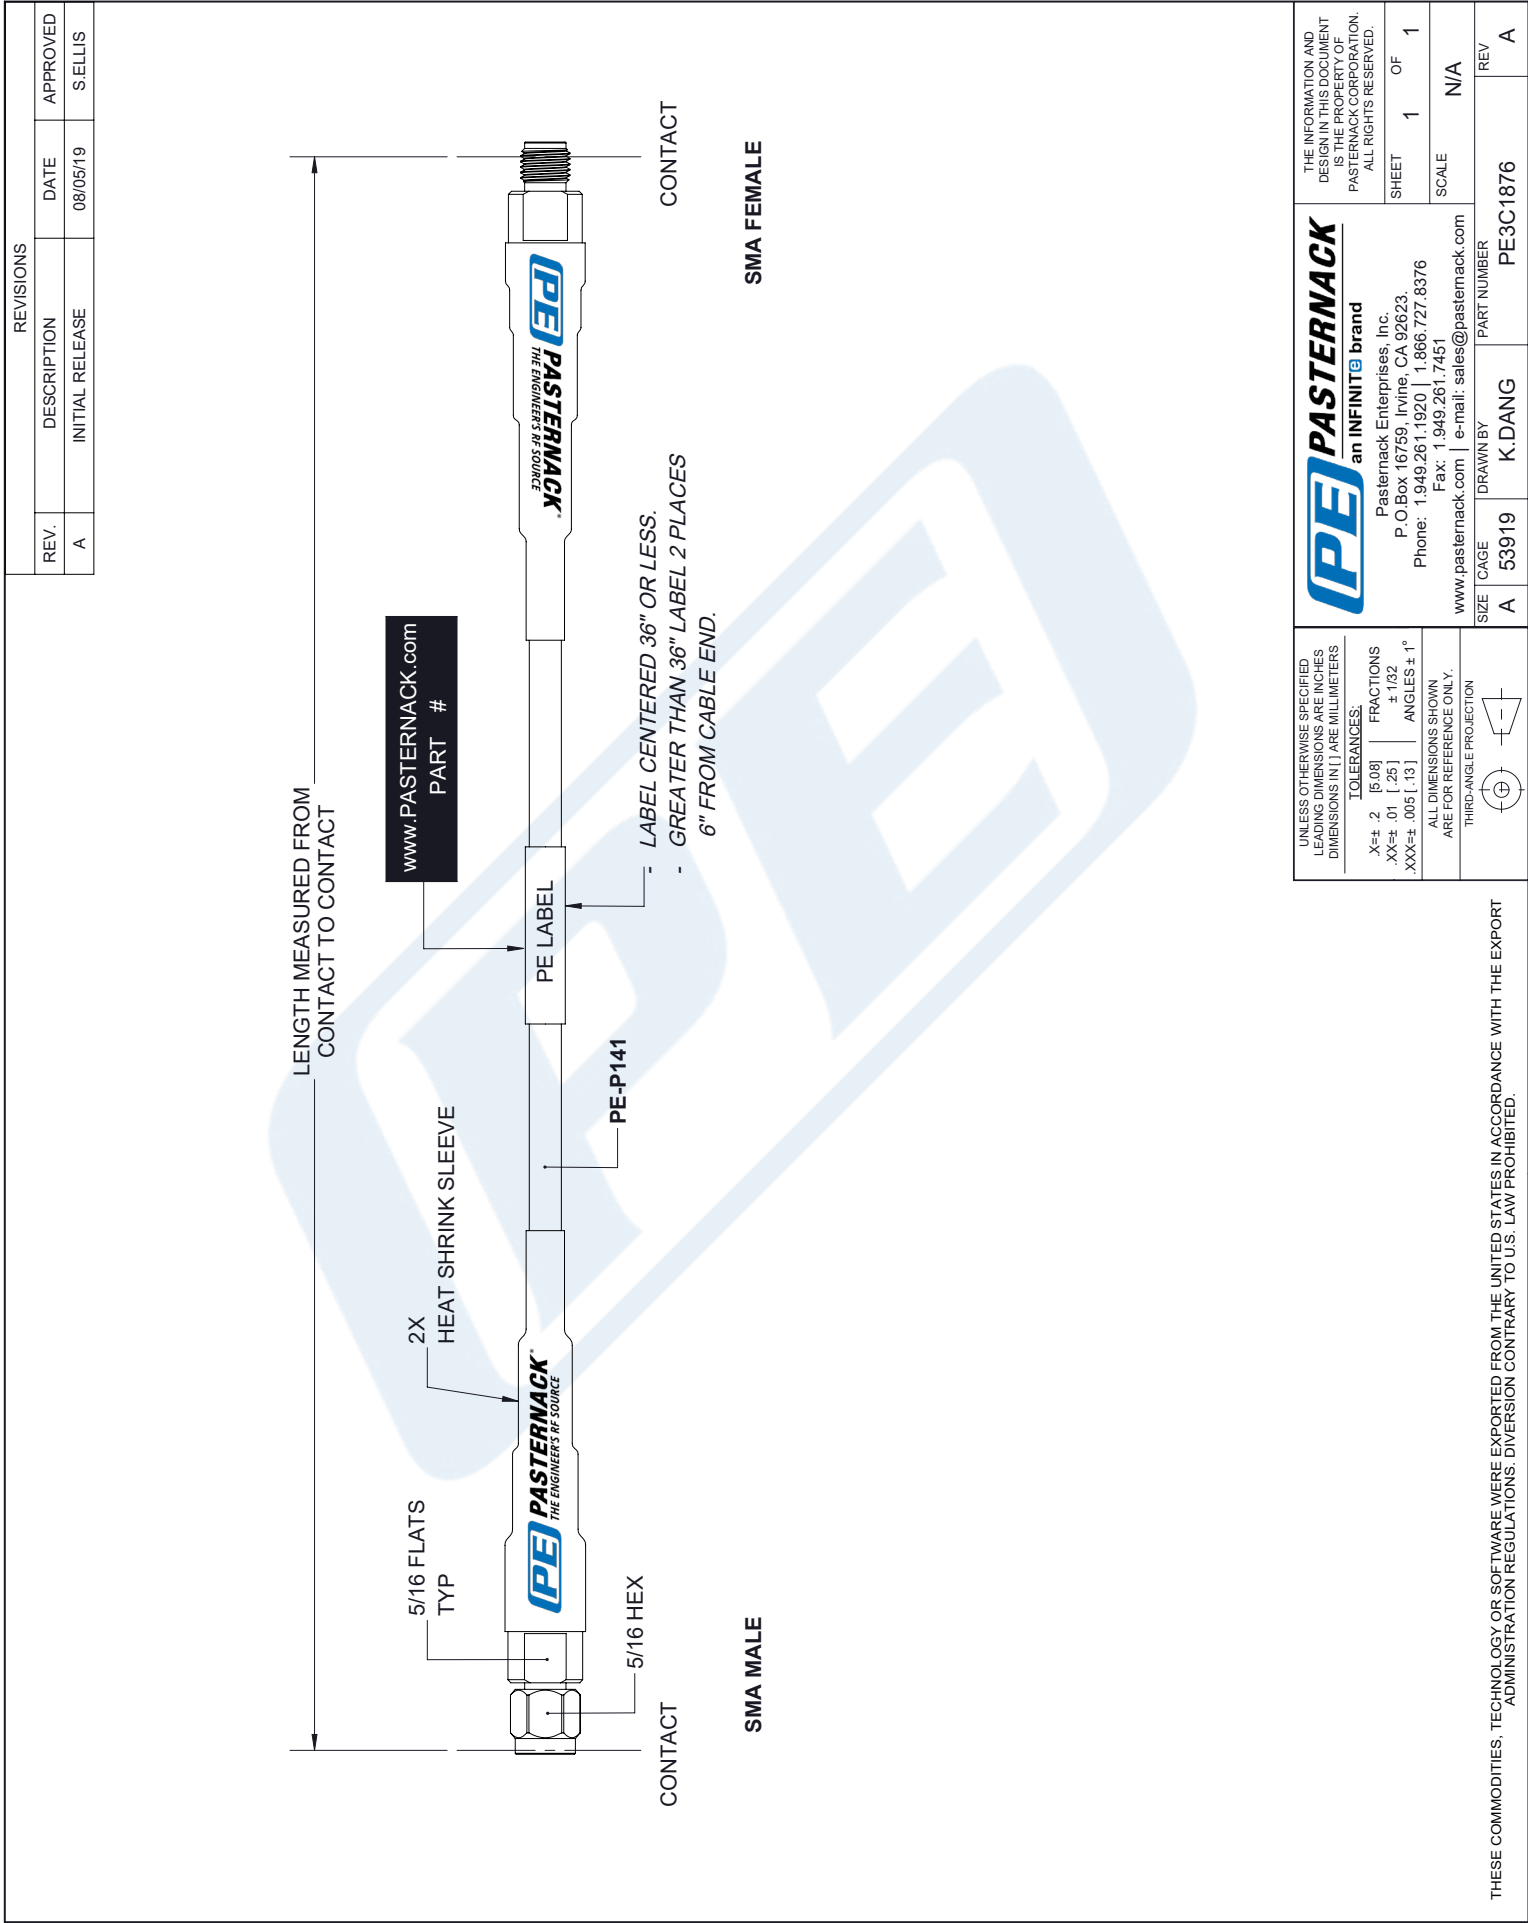 REVISIONS
REV. DESCRIPTION DATE APPROVED
A INITIAL RELEASE 08/05/19 S.ELLIS
LENGTH MEASURED FROM
CONTACT TO CONTACT
www.PASTERNACK.com
PART #
5/16 FLATS
TYP
2X
HEAT SHRINK SLEEVE
PE PASTERNACK®
THE ENGINEER'S RF SOURCE
PE LABEL
PE PASTERNACK®
THE ENGINEER'S RF SOURCE
5/16 HEX
PE-P141
- LABEL CENTERED 36" OR LESS.
- GREATER THAN 36" LABEL 2 PLACES
6" FROM CABLE END.
CONTACT
CONTACT
SMA MALE
SMA FEMALE
PE
UNLESS OTHERWISE SPECIFIED
LEADING DIMENSIONS ARE INCHES
DIMENSIONS IN [ ] ARE MILLIMETERS
TOLERANCES:
.X=± .2 [5.08] FRACTIONS
.XX=± .01 [ .25] ± 1/32
.XXX=± .005 [ .13] ANGLES ± 1°
ALL DIMENSIONS SHOWN
ARE FOR REFERENCE ONLY.
THIRD-ANGLE PROJECTION
PE PASTERNACK
an INFINITe brand
Pasternack Enterprises, Inc.
P.O.Box 16759, Irvine, CA 92623.
Phone: 1.949.261.1920 | 1.866.727.8376
Fax: 1.949.261.7451
www.pasternack.com | e-mail: sales@pasternack.com
THE INFORMATION AND
DESIGN IN THIS DOCUMENT
IS THE PROPERTY OF
PASTERNACK CORPORATION.
ALL RIGHTS RESERVED.
SHEET 1 OF 1
SCALE N/A
SIZE A
CAGE 53919
DRAWN BY K.DANG
PART NUMBER PE3C1876
REV A
THESE COMMODITIES, TECHNOLOGY OR SOFTWARE WERE EXPORTED FROM THE UNITED STATES IN ACCORDANCE WITH THE EXPORT
ADMINISTRATION REGULATIONS. DIVERSION CONTRARY TO U.S. LAW PROHIBITED.